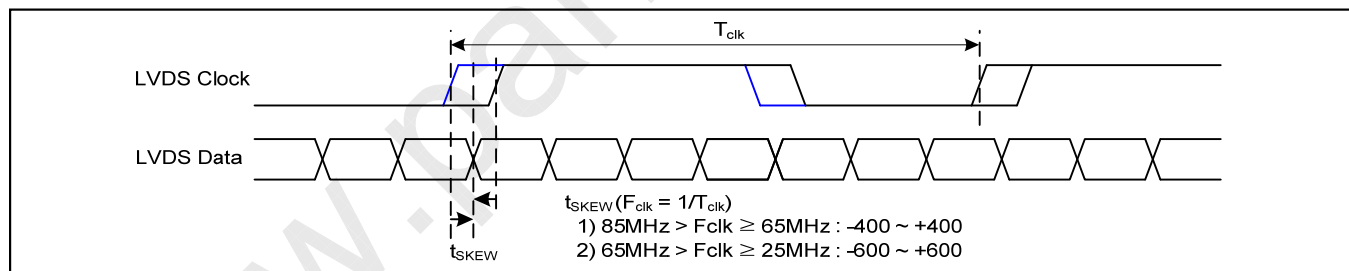 T_clk
LVDS Clock
LVDS Data
t_SKEW (F_clk = 1/T_clk)
1) 85MHz > Fclk ≥ 65MHz : -400 ~ +400
2) 65MHz > Fclk ≥ 25MHz : -600 ~ +600
t_SKEW